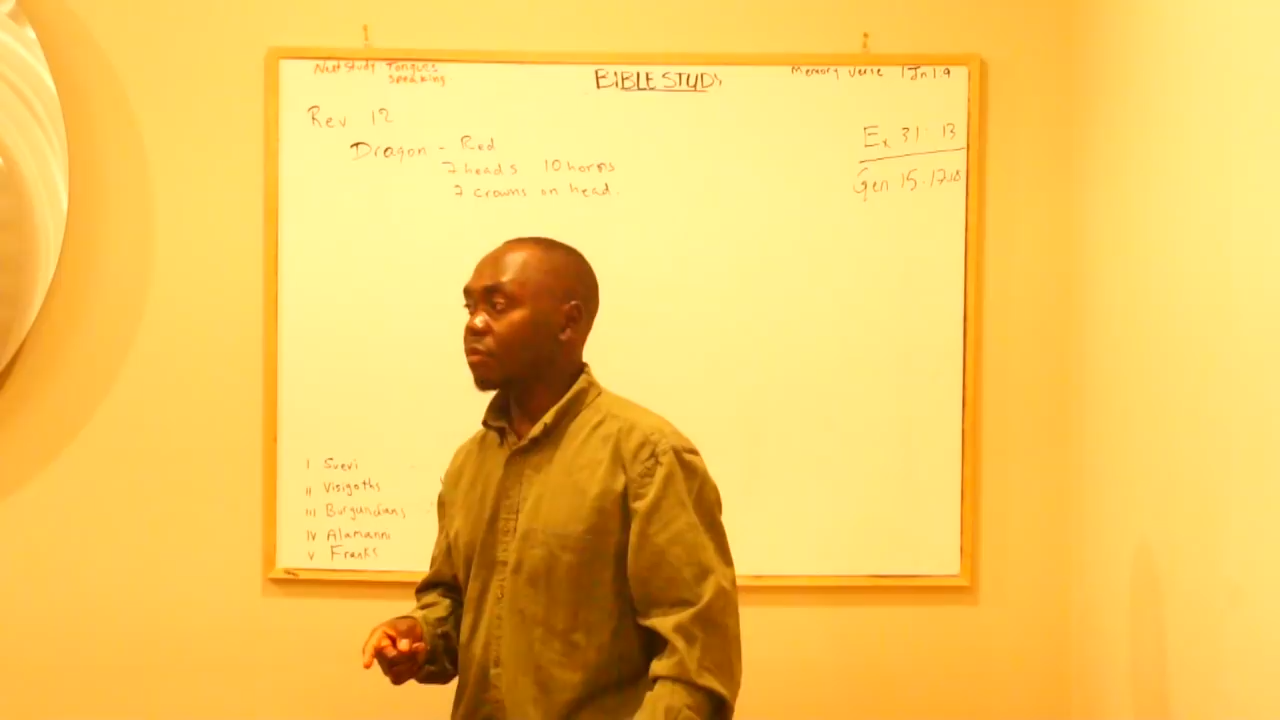 Next Study Tongues
Speaking
BIBLE STUDY
Memory Verse 1 Jn 1:9
Rev 12
Dragon - Red
7 heads 10 horns
7 crowns on head.
Ex 31:13
Gen 15:17-18
I Suevi
II Visigoths
III Burgundians
IV Alamanni
V Franks